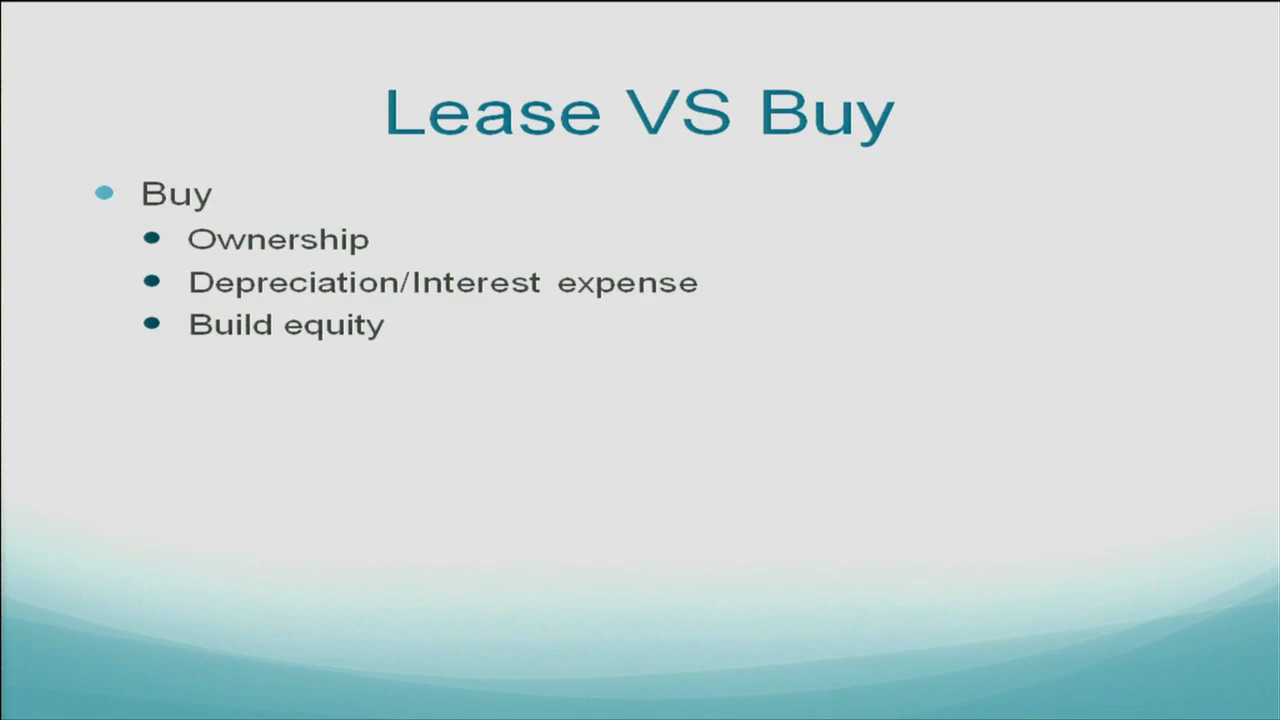 Lease VS Buy
Buy
Ownership
Depreciation/Interest expense
Build equity